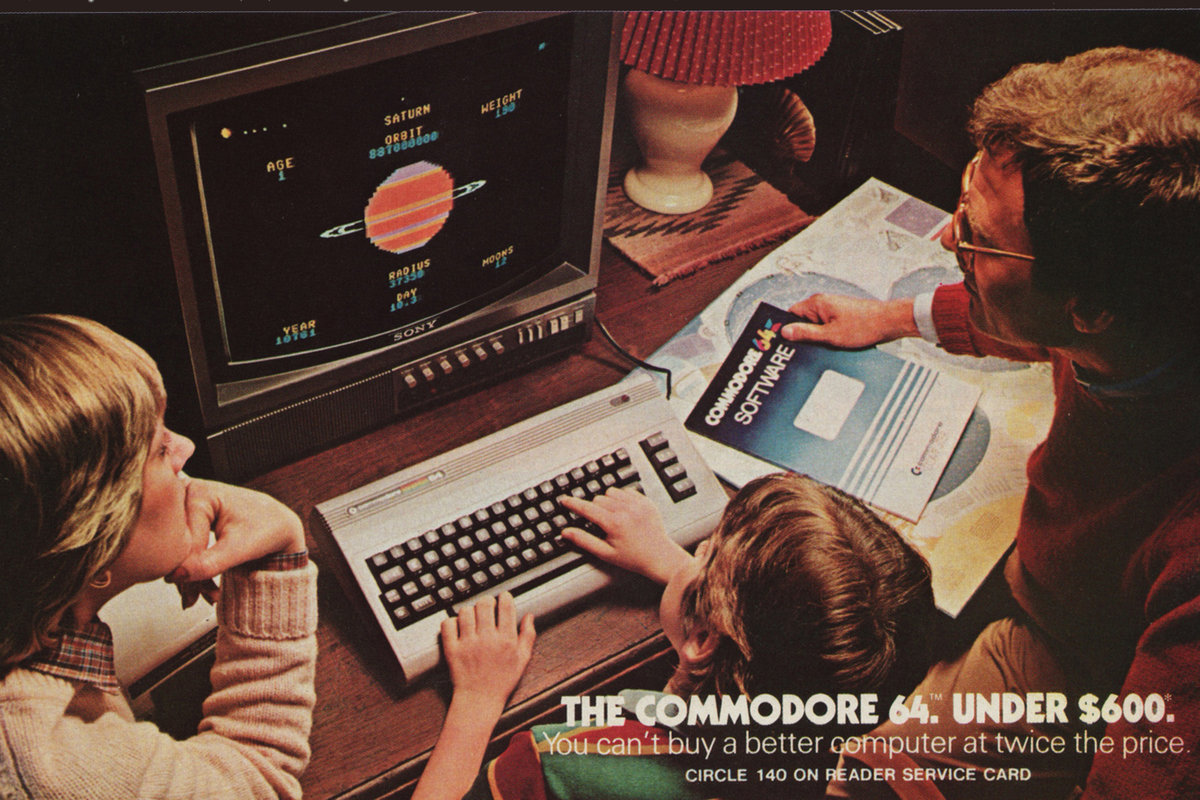 SATURN
WEIGHT
190
ORBIT
887000000
AGE
1
RADIUS
37350
MOONS
12
DAY
10.3
YEAR
10761
SONY
COMMODORE 64
SOFTWARE
commodore
THE COMMODORE 64.™ UNDER $600.*
You can't buy a better computer at twice the price.
CIRCLE 140 ON READER SERVICE CARD